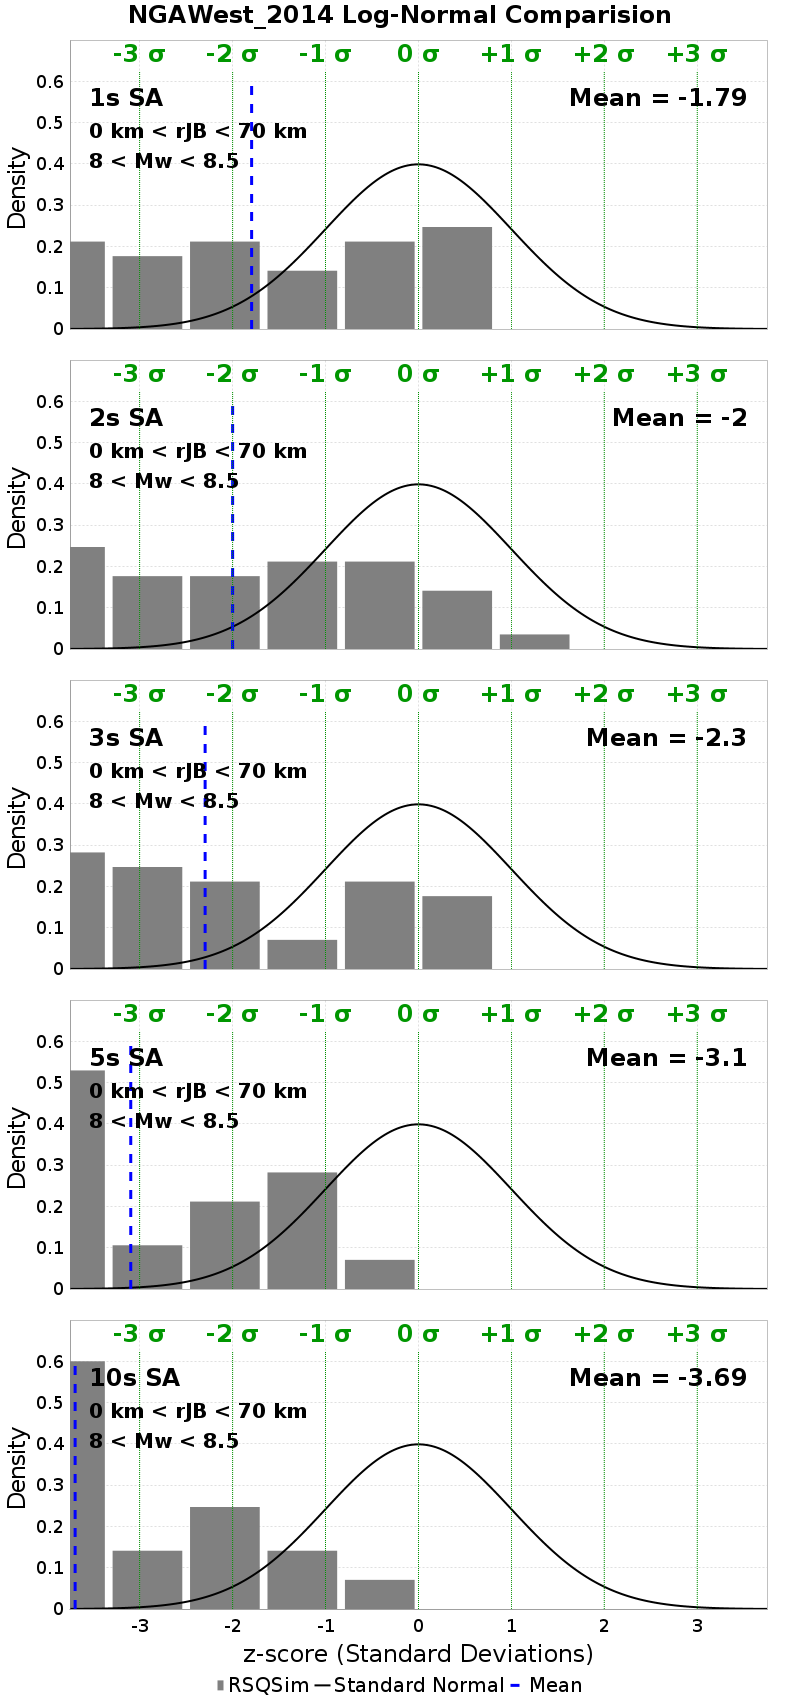 NGAWest_2014 Log-Normal Comparision
-3 σ -2 σ -1 σ 0 σ +1 σ +2 σ +3 σ
1s SA Mean = -1.79
0 km < rJB < 70 km
8 < Mw < 8.5
Density
0.6
0.5
0.4
0.3
0.2
0.1
0
-3 σ -2 σ -1 σ 0 σ +1 σ +2 σ +3 σ
2s SA Mean = -2
0 km < rJB < 70 km
8 < Mw < 8.5
Density
0.6
0.5
0.4
0.3
0.2
0.1
0
-3 σ -2 σ -1 σ 0 σ +1 σ +2 σ +3 σ
3s SA Mean = -2.3
0 km < rJB < 70 km
8 < Mw < 8.5
Density
0.6
0.5
0.4
0.3
0.2
0.1
0
-3 σ -2 σ -1 σ 0 σ +1 σ +2 σ +3 σ
5s SA Mean = -3.1
0 km < rJB < 70 km
8 < Mw < 8.5
Density
0.6
0.5
0.4
0.3
0.2
0.1
0
-3 σ -2 σ -1 σ 0 σ +1 σ +2 σ +3 σ
10s SA Mean = -3.69
0 km < rJB < 70 km
8 < Mw < 8.5
Density
0.6
0.5
0.4
0.3
0.2
0.1
0
-3 -2 -1 0 1 2 3
z-score (Standard Deviations)
RSQSim Standard Normal Mean